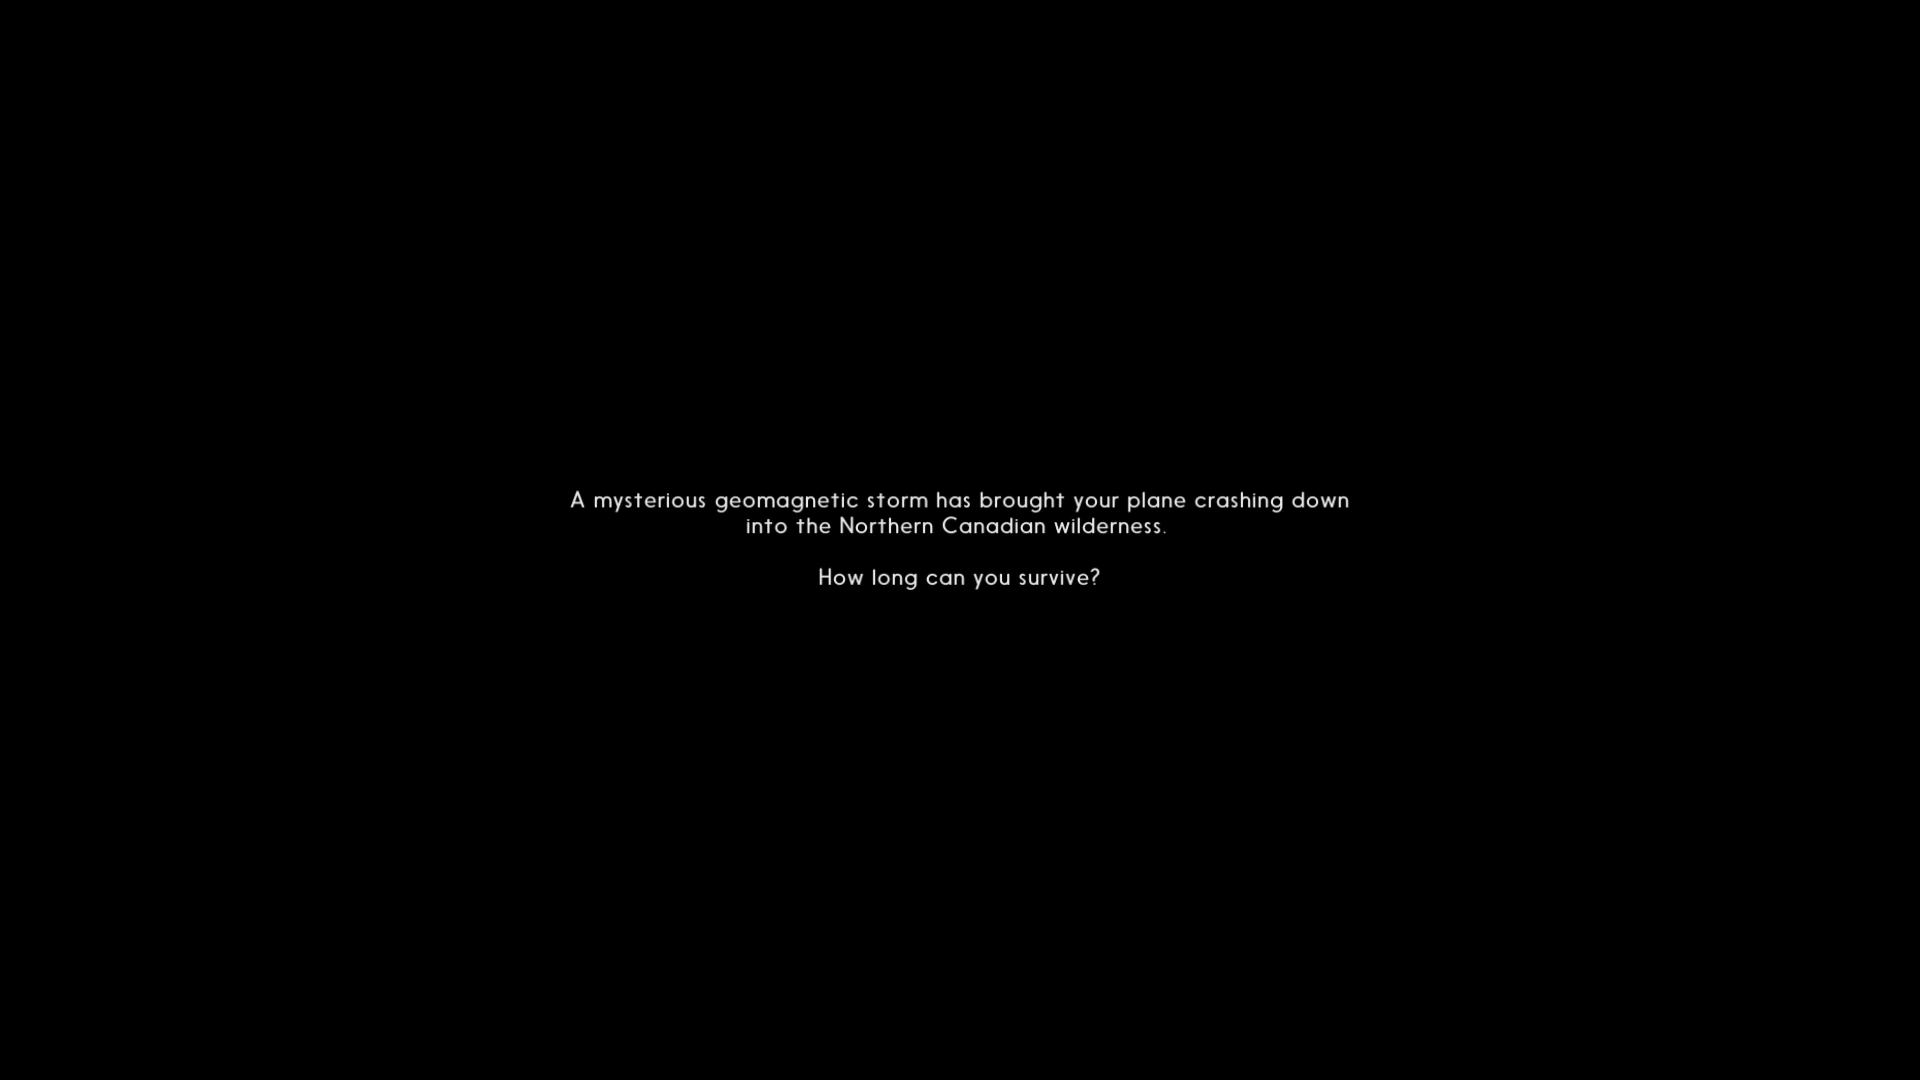 A mysterious geomagnetic storm has brought your plane crashing down
into the Northern Canadian wilderness.
How long can you survive?